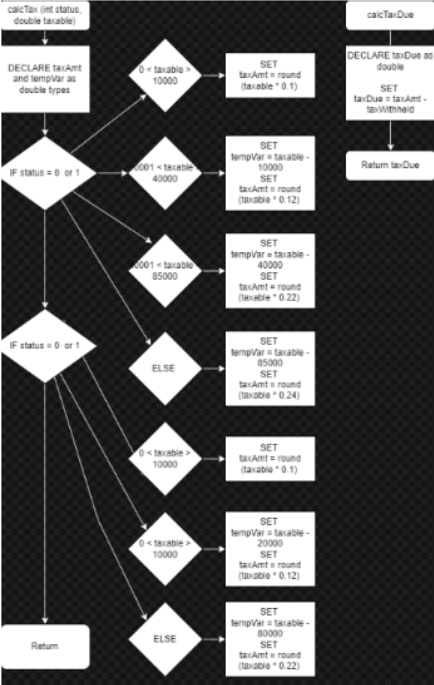 calcTax (int status,
double taxable)
DECLARE taxAmt
and tempVar as
double types
IF status = 0 or 1
IF status = 0 or 1
Return
0 < taxable >
10000
0001 < taxable
40000
0001 < taxable
85000
ELSE
0 < taxable >
10000
0 < taxable >
10000
ELSE
SET
taxAmt = round
(taxable * 0.1)
SET
tempVar = taxable -
10000
SET
taxAmt = round
(taxable * 0.12)
SET
tempVar = taxable -
40000
SET
taxAmt = round
(taxable * 0.22)
SET
tempVar = taxable -
85000
SET
taxAmt = round
(taxable * 0.24)
SET
taxAmt = round
(taxable * 0.1)
SET
tempVar = taxable -
20000
SET
taxAmt = round
(taxable * 0.12)
SET
tempVar = taxable -
80000
SET
taxAmt = round
(taxable * 0.22)
calcTaxDue
DECLARE taxDue as
double
SET
taxDue = taxAmt -
taxWithheld
Return taxDue